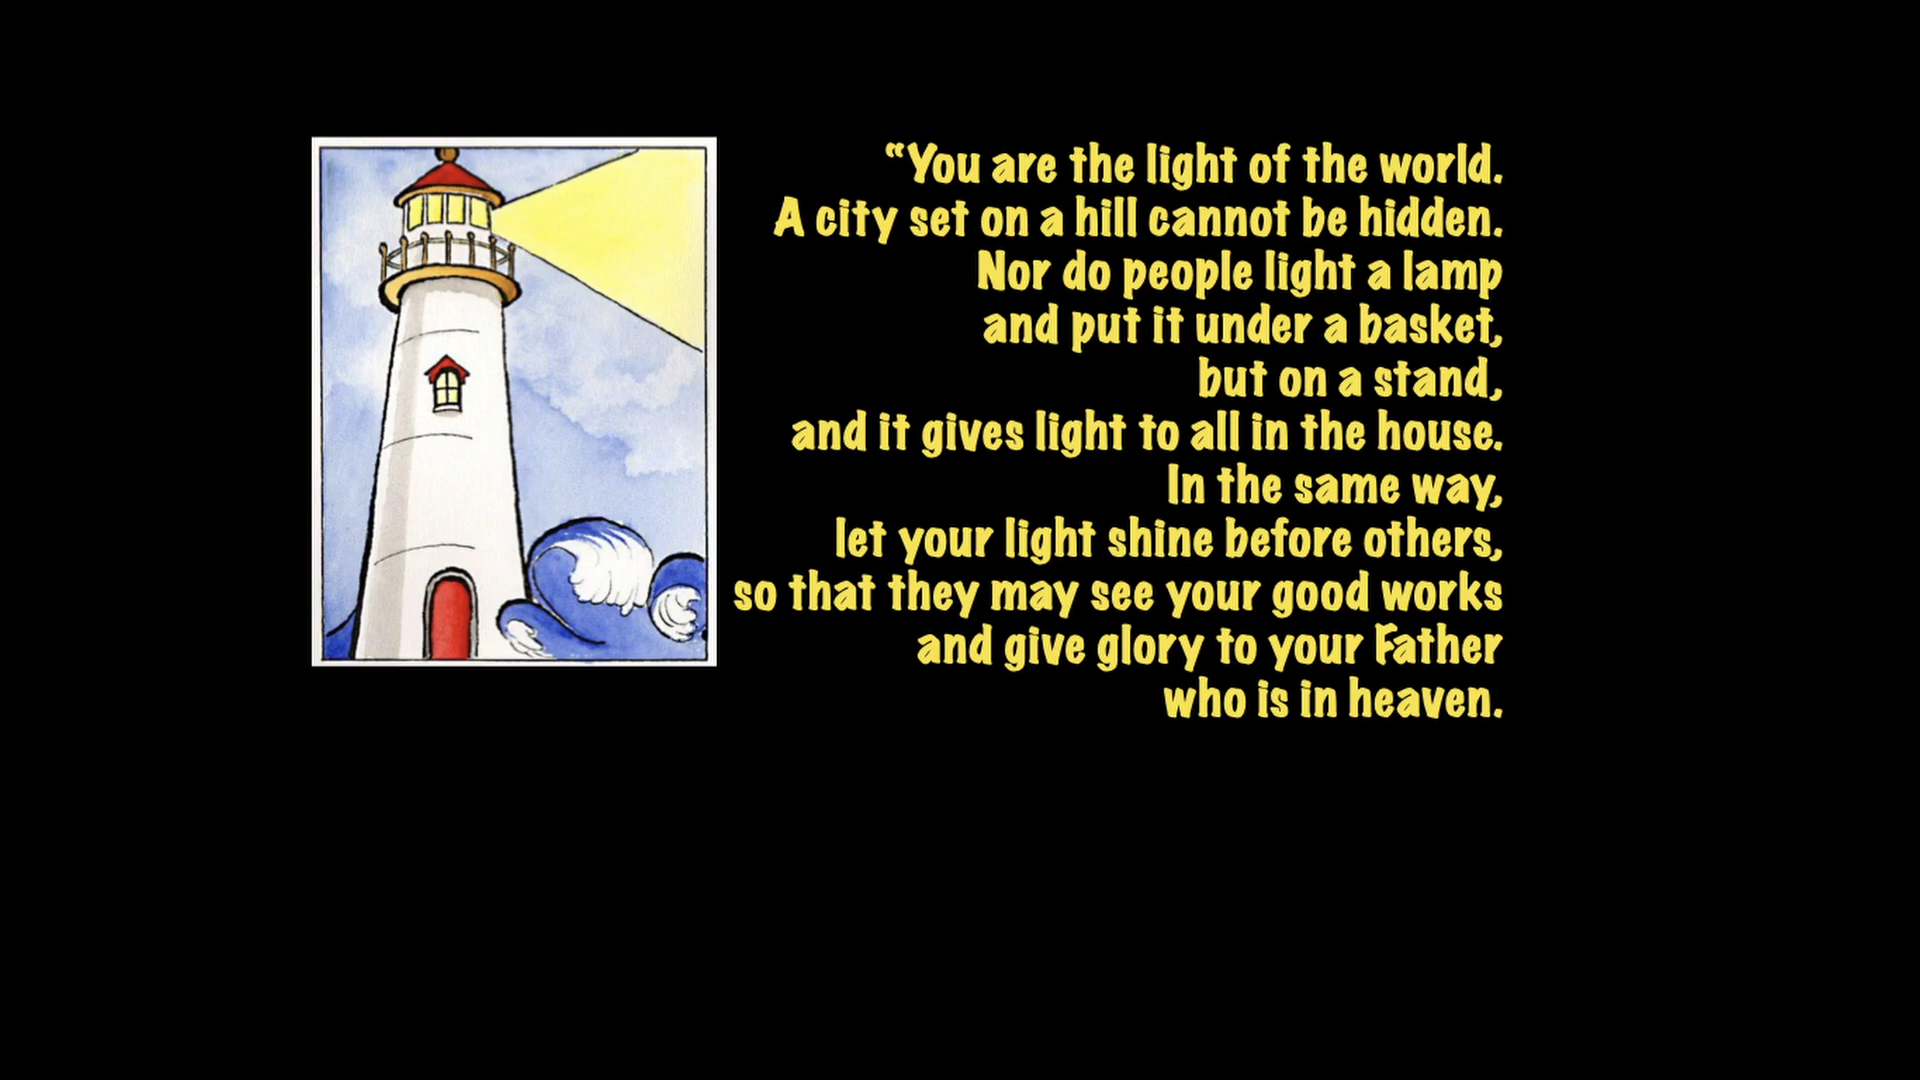 “You are the light of the world.
A city set on a hill cannot be hidden.
Nor do people light a lamp
and put it under a basket,
but on a stand,
and it gives light to all in the house.
In the same way,
let your light shine before others,
so that they may see your good works
and give glory to your Father
who is in heaven.